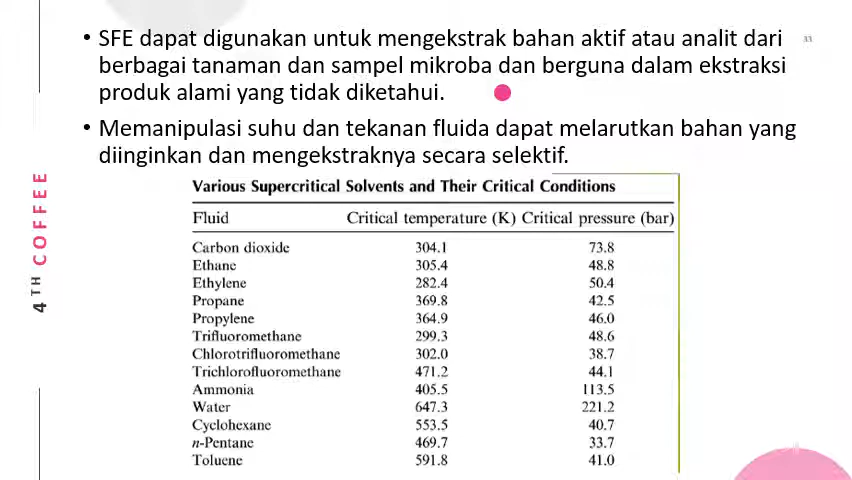 • SFE dapat digunakan untuk mengekstrak bahan aktif atau analit dari
berbagai tanaman dan sampel mikroba dan berguna dalam ekstraksi
produk alami yang tidak diketahui.
• Memanipulasi suhu dan tekanan fluida dapat melarutkan bahan yang
diinginkan dan mengekstraknya secara selektif.
33
4TH COFFEE
Various Supercritical Solvents and Their Critical Conditions
Fluid Critical temperature (K) Critical pressure (bar)
Carbon dioxide 304.1 73.8
Ethane 305.4 48.8
Ethylene 282.4 50.4
Propane 369.8 42.5
Propylene 364.9 46.0
Trifluoromethane 299.3 48.6
Chlorotrifluoromethane 302.0 38.7
Trichlorofluoromethane 471.2 44.1
Ammonia 405.5 113.5
Water 647.3 221.2
Cyclohexane 553.5 40.7
n-Pentane 469.7 33.7
Toluene 591.8 41.0